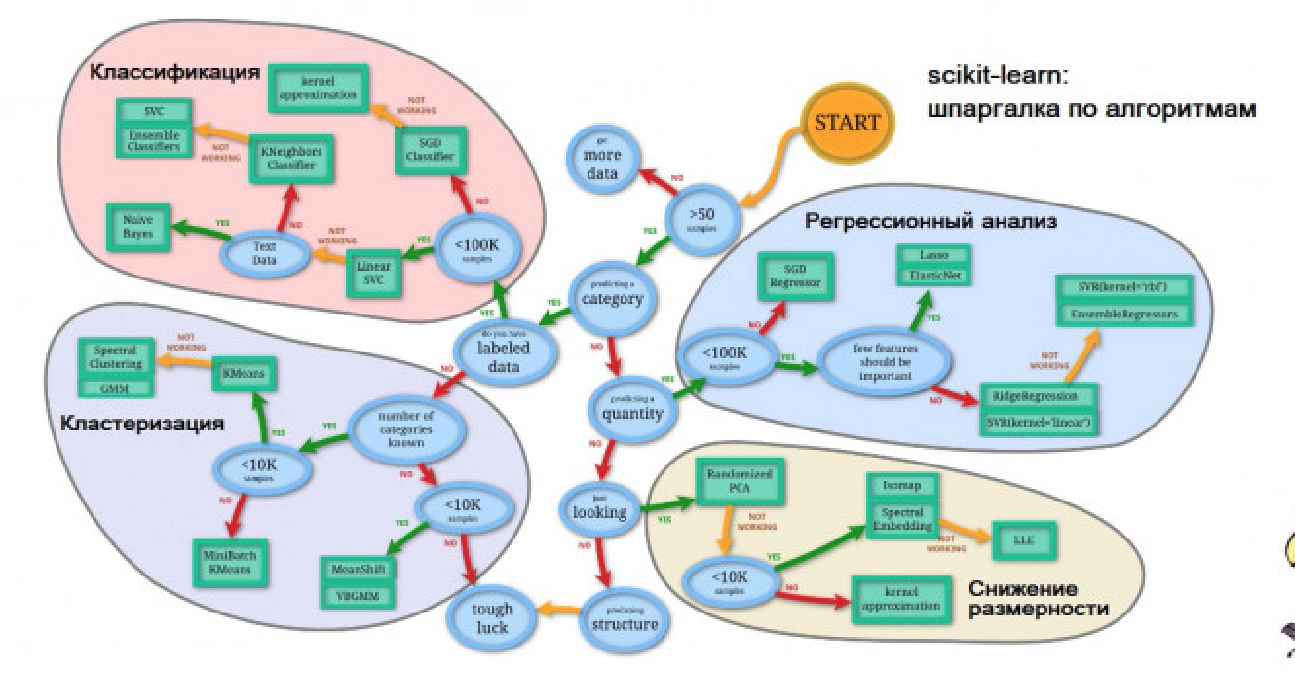 scikit-learn:
шпаргалка по алгоритмам
START
>50
samples
NO
get
more
data
YES
predicting a
category
YES
do you have
labeled
data
YES
NO
NO
predicting a
quantity
YES
NO
just
looking
YES
NO
predicting
structure
tough
luck
Классификация
kernel
approximation
NOT
WORKING
SGD
Classifier
NO
<100K
samples
YES
Linear
SVC
NOT
WORKING
Text
Data
YES
Naive
Bayes
NO
KNeighbors
Classifier
NOT
WORKING
SVC
Ensemble
Classifiers
Регрессионный анализ
<100K
samples
NO
SGD
Regressor
YES
few features
should be
important
YES
Lasso
ElasticNet
NO
RidgeRegression
SVR(kernel='linear')
NOT
WORKING
SVR(kernel='rbf')
EnsembleRegressors
Кластеризация
number of
categories
known
YES
<10K
samples
YES
KMeans
NOT
WORKING
Spectral
Clustering
GMM
NO
MiniBatch
KMeans
NO
<10K
samples
YES
MeanShift
VBGMM
NO
Снижение
размерности
Randomized
PCA
NOT
WORKING
<10K
samples
YES
Isomap
Spectral
Embedding
NOT
WORKING
LLE
NO
kernel
approximation